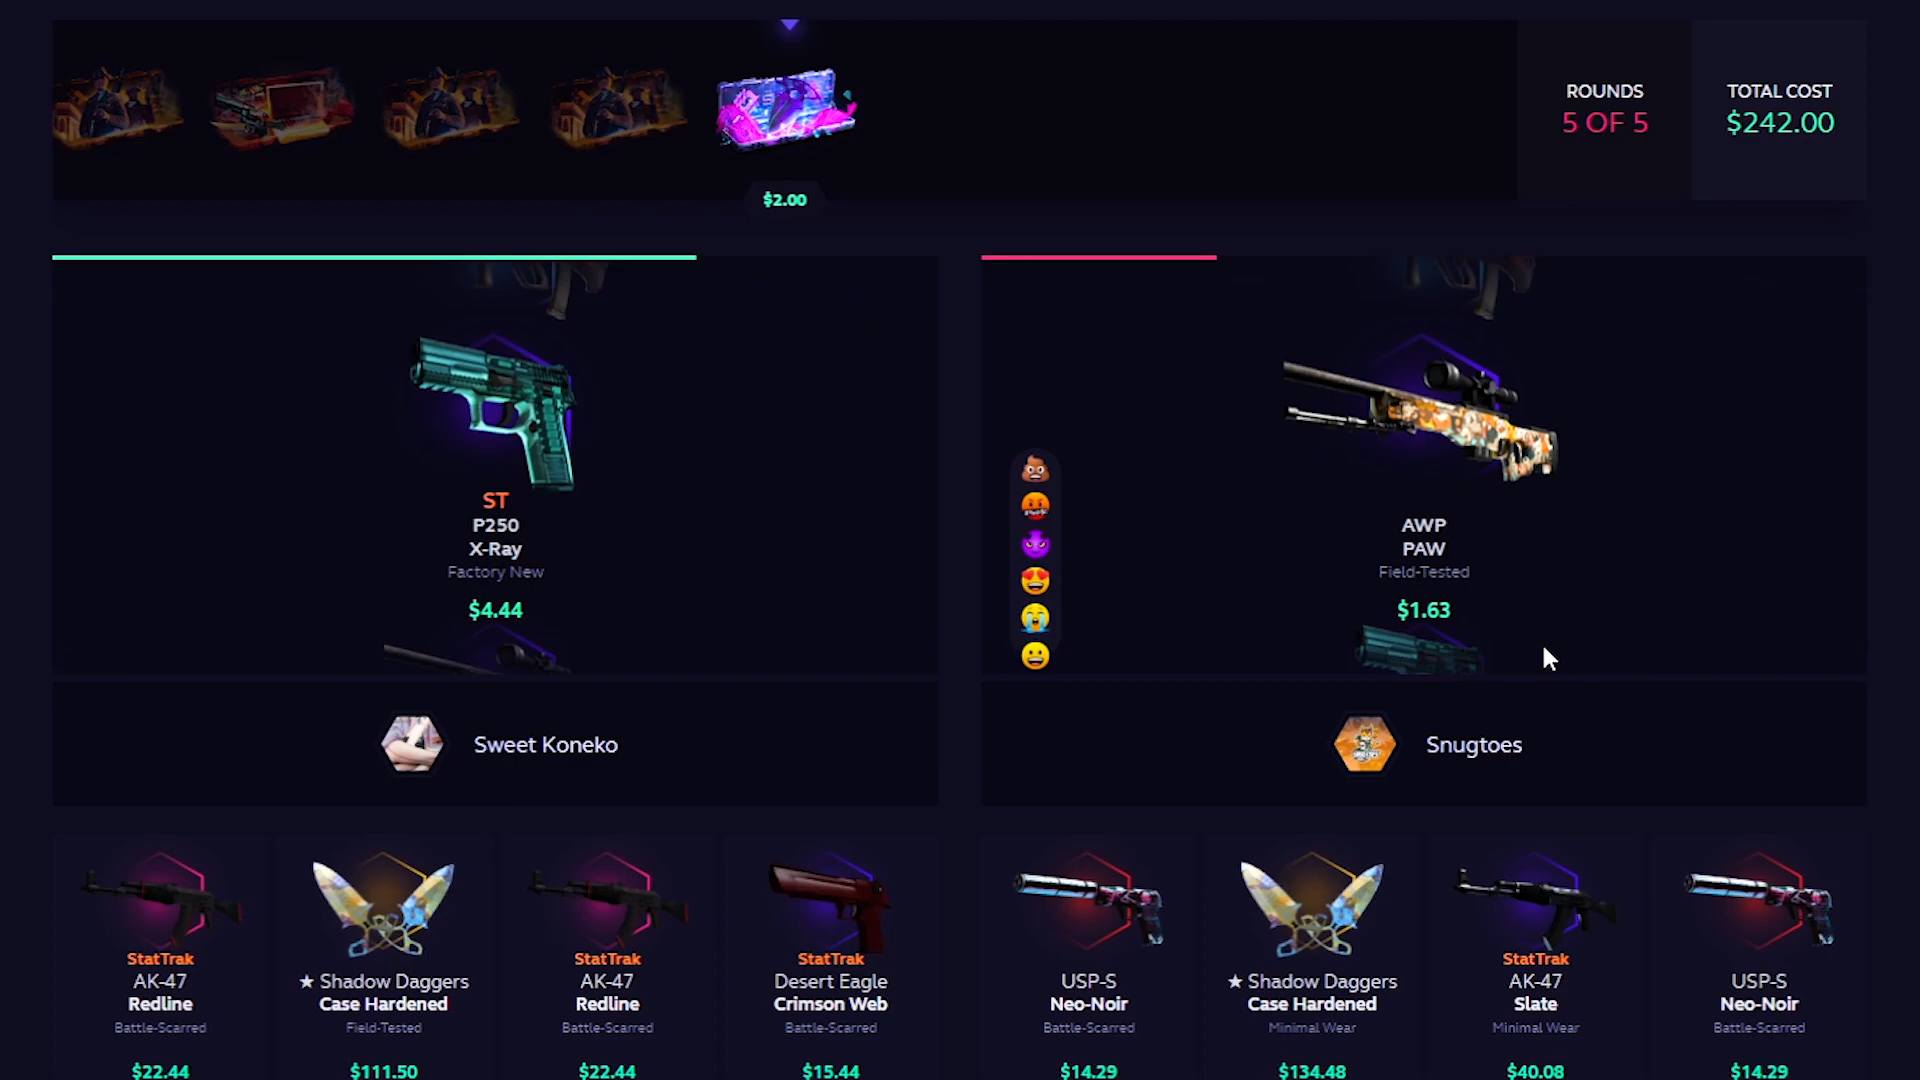 ROUNDS
5 OF 5
TOTAL COST
$242.00
$2.00
ST
P250
X-Ray
Factory New
$4.44
AWP
PAW
Field-Tested
$1.63
Sweet Koneko
Snugtoes
StatTrak
AK-47
Redline
Battle-Scarred
$22.44
★ Shadow Daggers
Case Hardened
Field-Tested
$111.50
StatTrak
AK-47
Redline
Battle-Scarred
$22.44
StatTrak
Desert Eagle
Crimson Web
Battle-Scarred
$15.44
USP-S
Neo-Noir
Battle-Scarred
$14.29
★ Shadow Daggers
Case Hardened
Minimal Wear
$134.48
StatTrak
AK-47
Slate
Minimal Wear
$40.08
USP-S
Neo-Noir
Battle-Scarred
$14.29